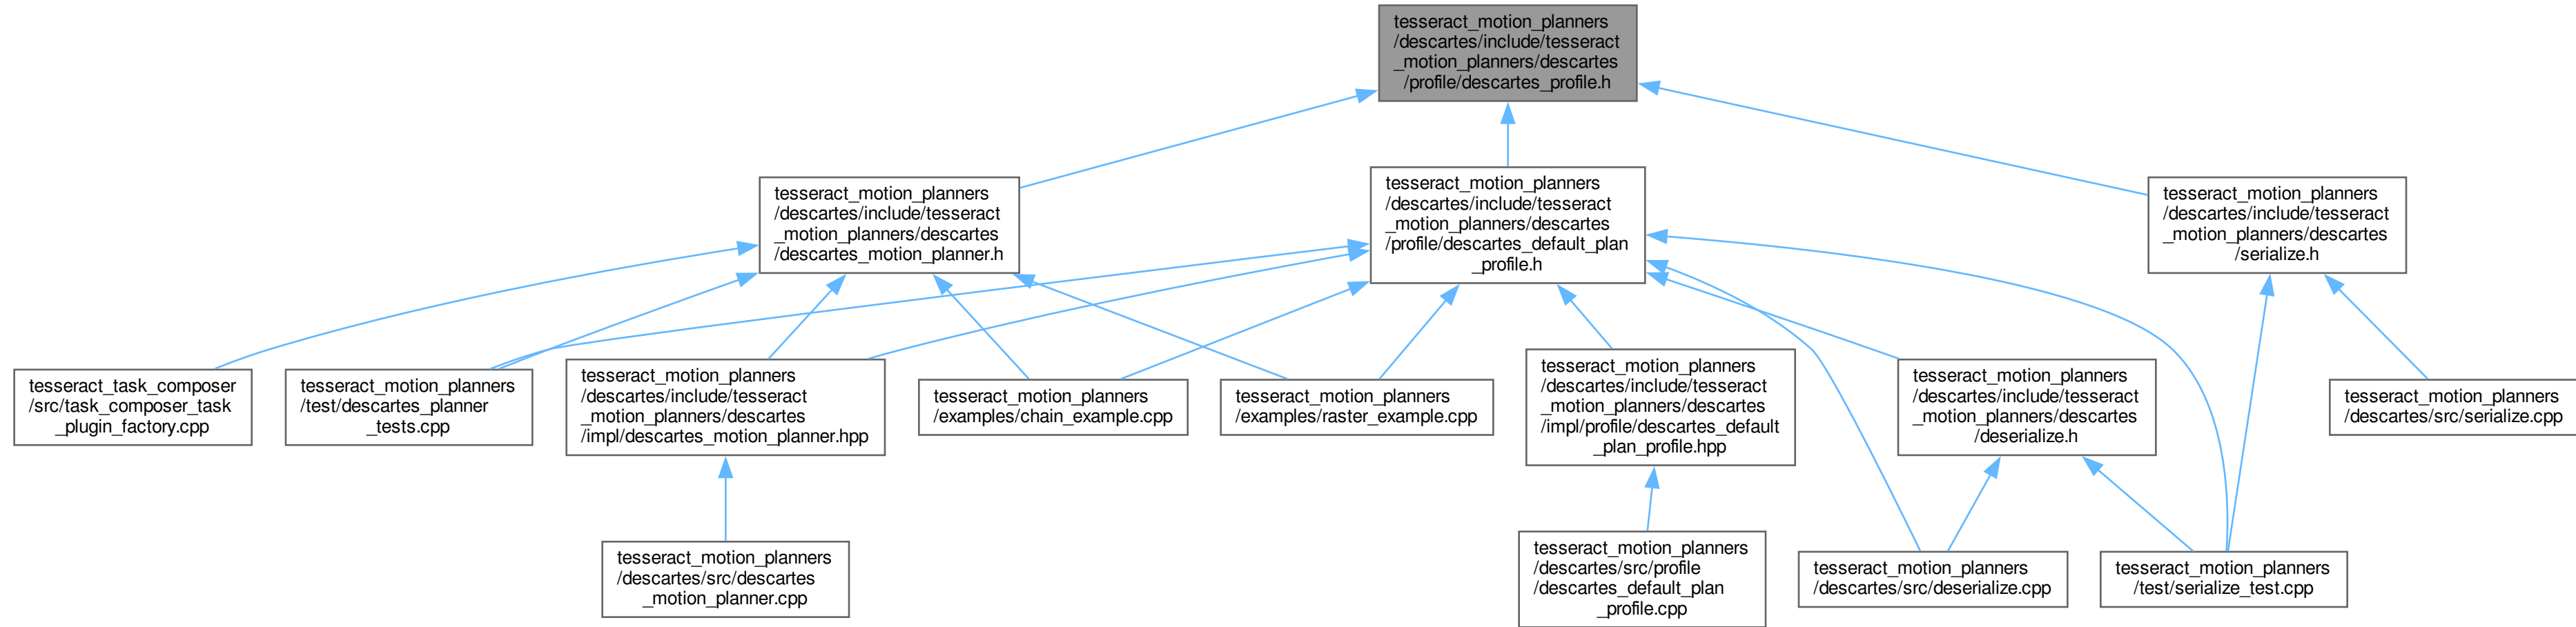 tesseract_motion_planners
/descartes/include/tesseract
_motion_planners/descartes
/profile/descartes_profile.h
tesseract_motion_planners
/descartes/include/tesseract
_motion_planners/descartes
/descartes_motion_planner.h
tesseract_motion_planners
/descartes/include/tesseract
_motion_planners/descartes
/profile/descartes_default_plan
_profile.h
tesseract_motion_planners
/descartes/include/tesseract
_motion_planners/descartes
/serialize.h
tesseract_task_composer
/src/task_composer_task
_plugin_factory.cpp
tesseract_motion_planners
/test/descartes_planner
_tests.cpp
tesseract_motion_planners
/descartes/include/tesseract
_motion_planners/descartes
/impl/descartes_motion_planner.hpp
tesseract_motion_planners
/examples/chain_example.cpp
tesseract_motion_planners
/examples/raster_example.cpp
tesseract_motion_planners
/descartes/include/tesseract
_motion_planners/descartes
/impl/profile/descartes_default
_plan_profile.hpp
tesseract_motion_planners
/descartes/include/tesseract
_motion_planners/descartes
/deserialize.h
tesseract_motion_planners
/descartes/src/serialize.cpp
tesseract_motion_planners
/descartes/src/descartes
_motion_planner.cpp
tesseract_motion_planners
/descartes/src/profile
/descartes_default_plan
_profile.cpp
tesseract_motion_planners
/descartes/src/deserialize.cpp
tesseract_motion_planners
/test/serialize_test.cpp